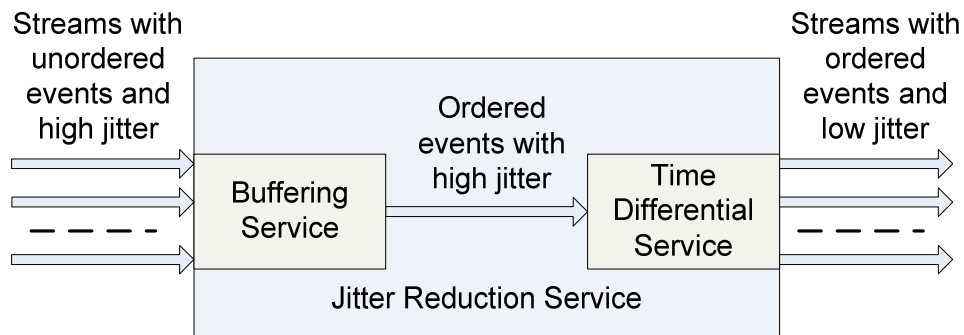 Streams with
unordered
events and
high jitter
Buffering
Service
Ordered
events with
high jitter
Time
Differential
Service
Streams with
ordered
events and
low jitter
Jitter Reduction Service